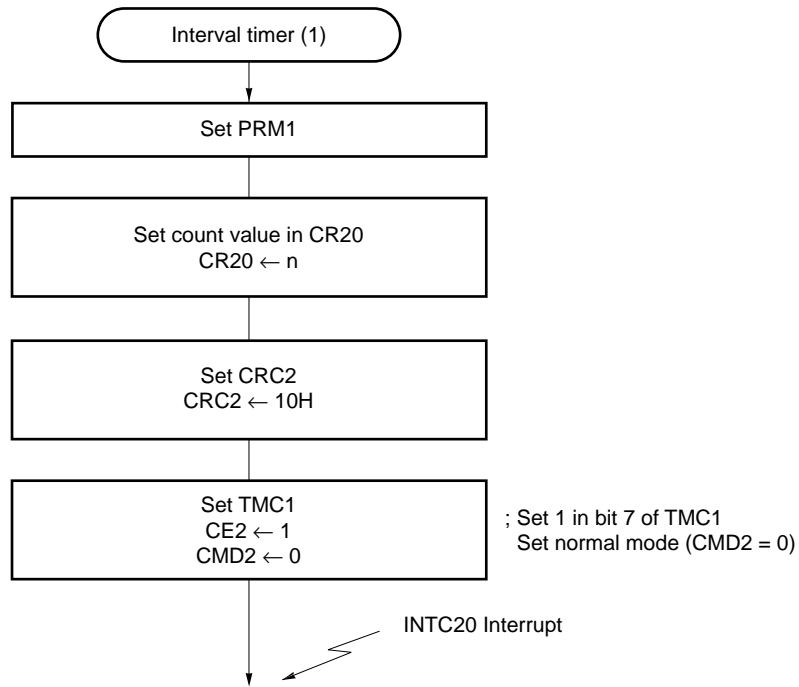 Interval timer (1)
Set PRM1
Set count value in CR20
CR20 ← n
Set CRC2
CRC2 ← 10H
Set TMC1
CE2 ← 1
CMD2 ← 0
; Set 1 in bit 7 of TMC1
Set normal mode (CMD2 = 0)
INTC20 Interrupt